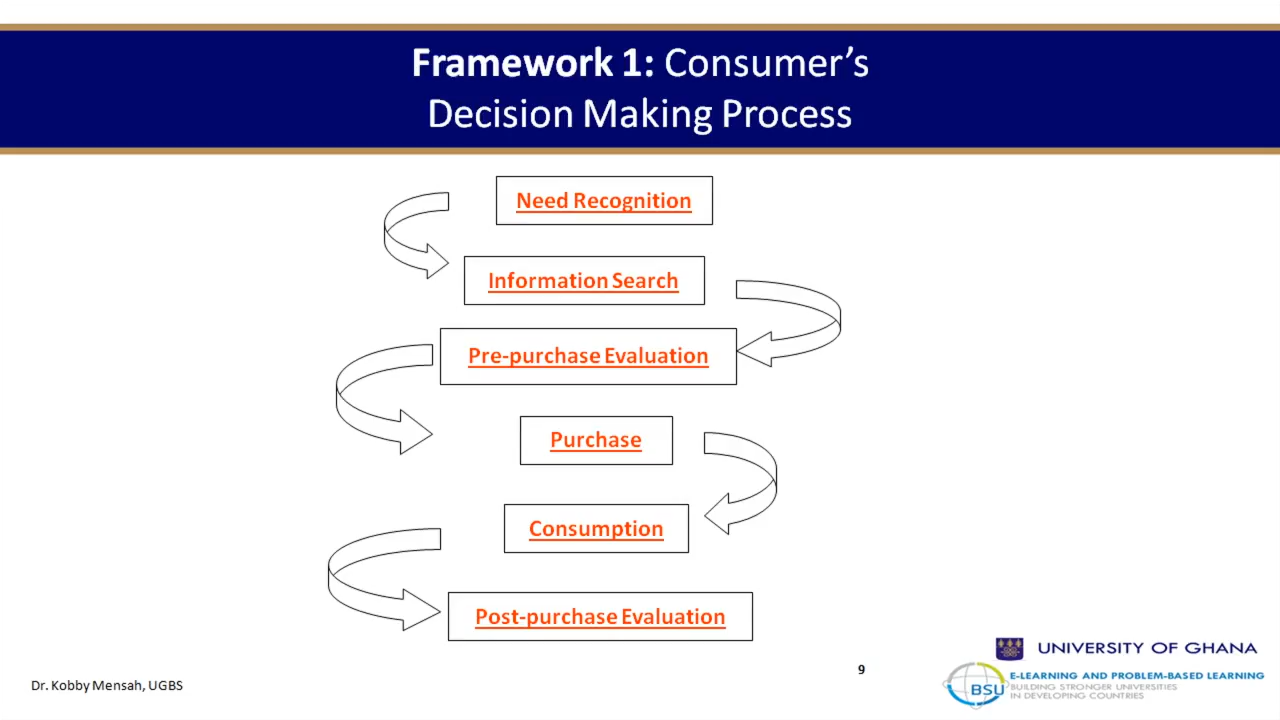 Framework 1: Consumer’s
Decision Making Process
Need Recognition
Information Search
Pre-purchase Evaluation
Purchase
Consumption
Post-purchase Evaluation
Dr. Kobby Mensah, UGBS
9
UNIVERSITY OF GHANA
BSU
E-LEARNING AND PROBLEM-BASED LEARNING
BUILDING STRONGER UNIVERSITIES
IN DEVELOPING COUNTRIES